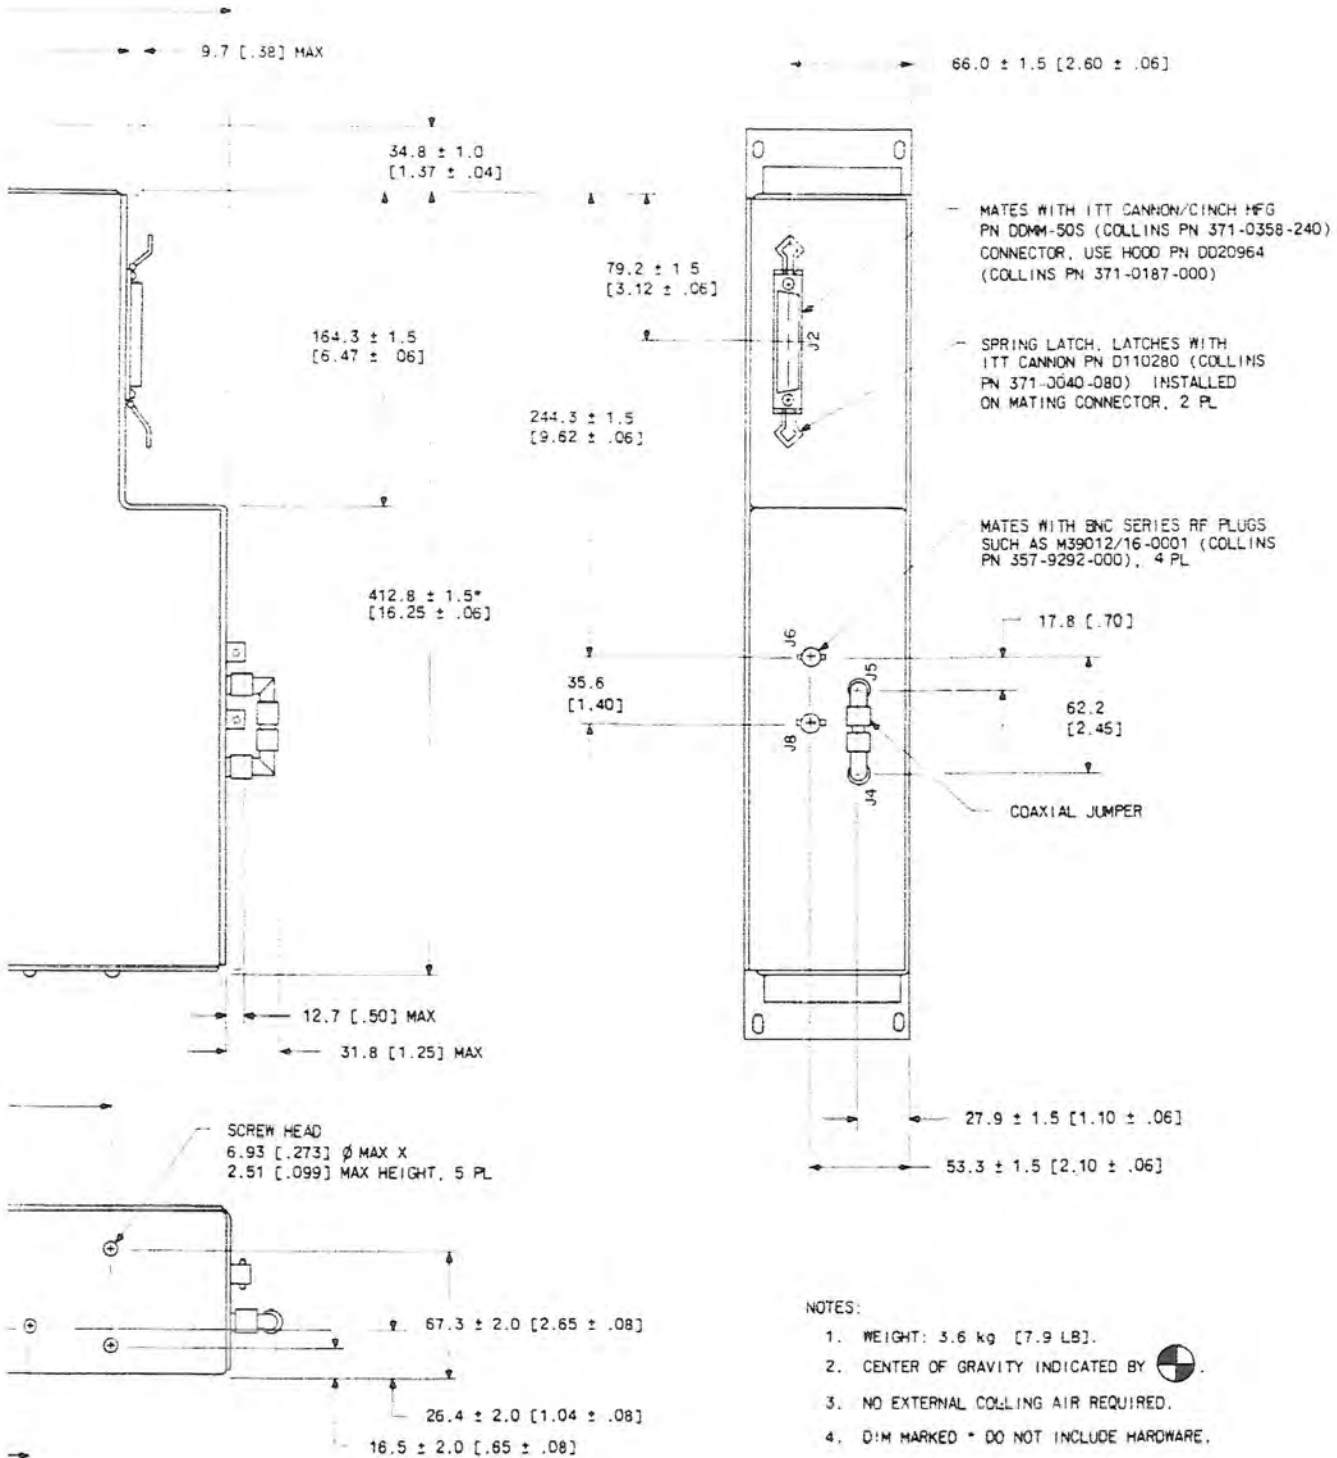 9.7 [.38] MAX
66.0 ± 1.5 [2.60 ± .06]
34.8 ± 1.0
[1.37 ± .04]
MATES WITH ITT CANNON/CINCH MFG
PN DDMM-50S (COLLINS PN 371-0358-240)
CONNECTOR, USE HOOD PN DD20964
(COLLINS PN 371-0187-000)
79.2 ± 1 5
[3.12 ± .06]
J2
164.3 ± 1.5
[6.47 ± 06]
SPRING LATCH, LATCHES WITH
ITT CANNON PN D110280 (COLLINS
PN 371-0040-080) INSTALLED
ON MATING CONNECTOR, 2 PL
244.3 ± 1.5
[9.62 ± .06]
MATES WITH BNC SERIES RF PLUGS
SUCH AS M39012/16-0001 (COLLINS
PN 357-9292-000), 4 PL
412.8 ± 1.5*
[16.25 ± .06]
17.8 [.70]
J6
J5
35.6
[1.40]
62.2
[2.45]
J8
J4
COAXIAL JUMPER
12.7 [.50] MAX
31.8 [1.25] MAX
27.9 ± 1.5 [1.10 ± .06]
53.3 ± 1.5 [2.10 ± .06]
SCREW HEAD
6.93 [.273] Ø MAX X
2.51 [.099] MAX HEIGHT, 5 PL
67.3 ± 2.0 [2.65 ± .08]
26.4 ± 2.0 [1.04 ± .08]
16.5 ± 2.0 [.65 ± .08]
NOTES:
1. WEIGHT: 3.6 kg [7.9 LB].
2. CENTER OF GRAVITY INDICATED BY .
3. NO EXTERNAL COLLING AIR REQUIRED.
4. DIM MARKED * DO NOT INCLUDE HARDWARE.